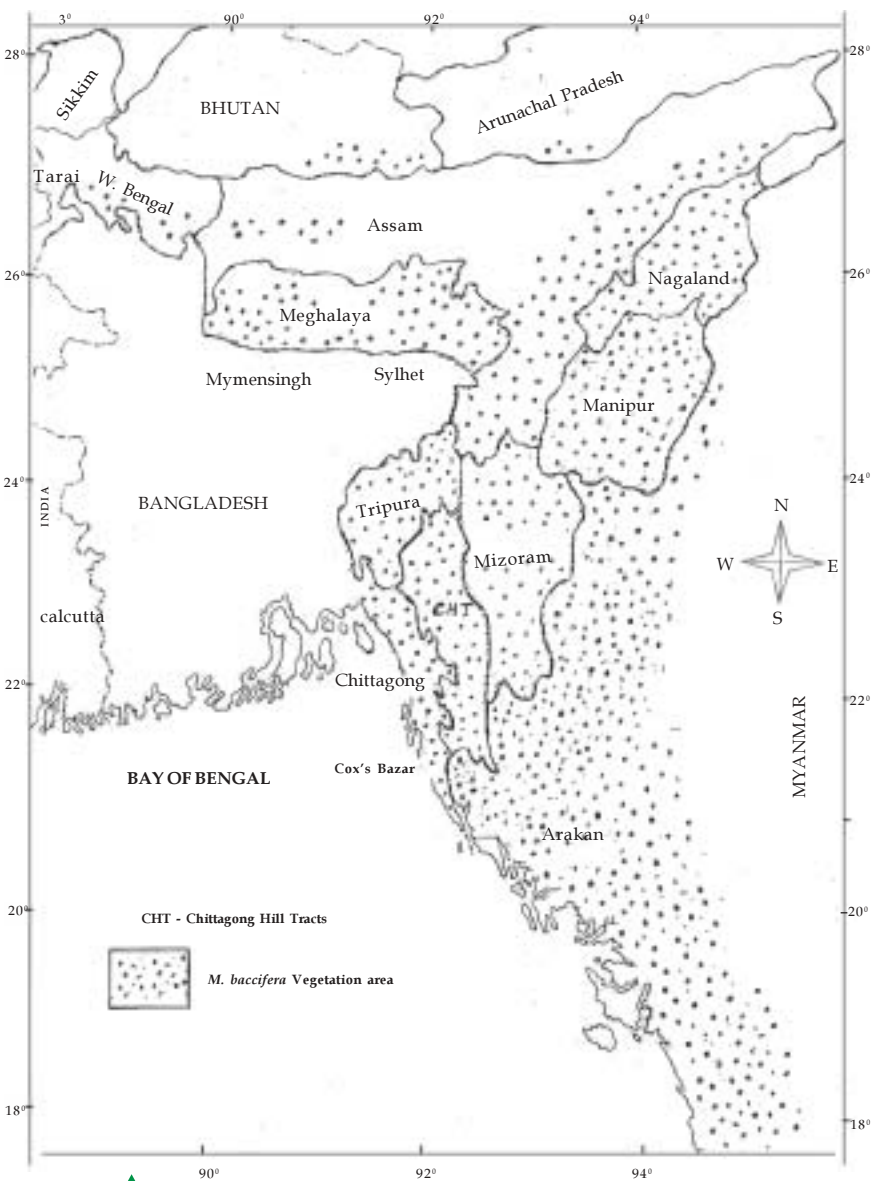 3⁰ 90⁰ 92⁰ 94⁰
28⁰ 28⁰
Sikkim
BHUTAN
Arunachal Pradesh
Tarai
W. Bengal
Assam
26⁰ 26⁰
Nagaland
Meghalaya
Mymensingh
Sylhet
Manipur
24⁰ 24⁰
INDIA
BANGLADESH
Tripura
N
Mizoram
W E
CHT
calcutta
S
Chittagong
22⁰ 22⁰
MYANMAR
Cox's Bazar
BAY OF BENGAL
Arakan
20⁰ 20⁰
CHT - Chittagong Hill Tracts
M. baccifera Vegetation area
18⁰ 18⁰
90⁰ 92⁰ 94⁰